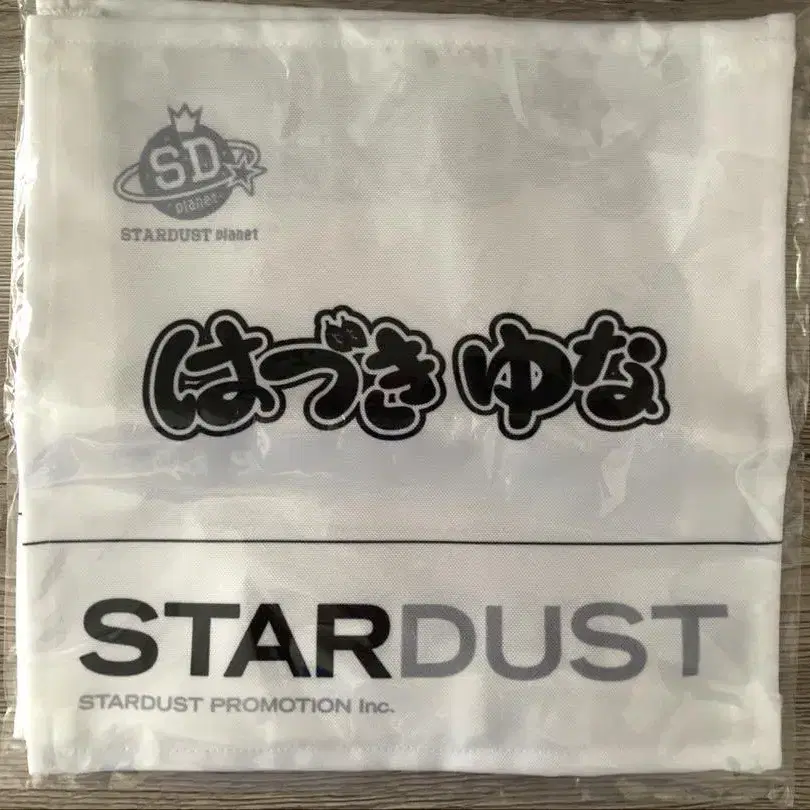 SD
planet
STARDUST planet
はづき ゆな
STARDUST
STARDUST PROMOTION Inc.